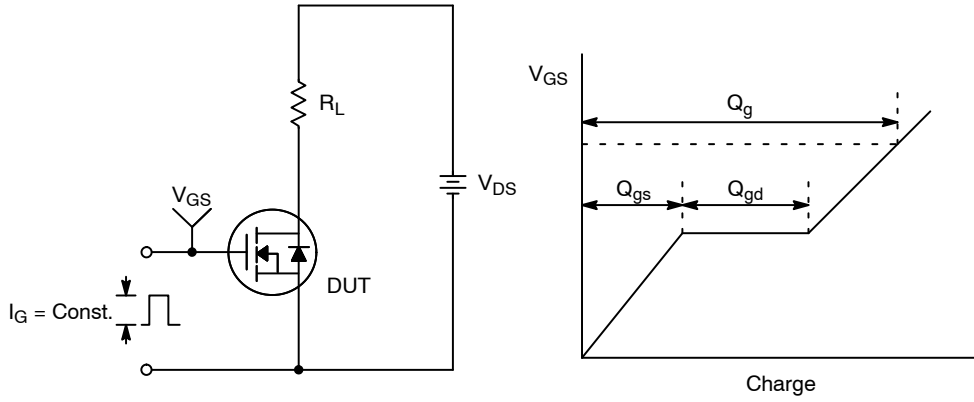 R_L
V_GS
V_DS
DUT
I_G = Const.
V_GS
Q_g
Q_gs
Q_gd
Charge